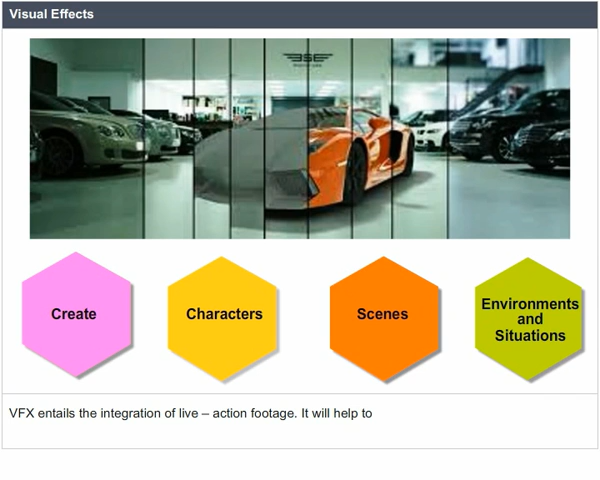 Visual Effects
BSE
Create
Characters
Scenes
Environments
and
Situations
VFX entails the integration of live – action footage. It will help to